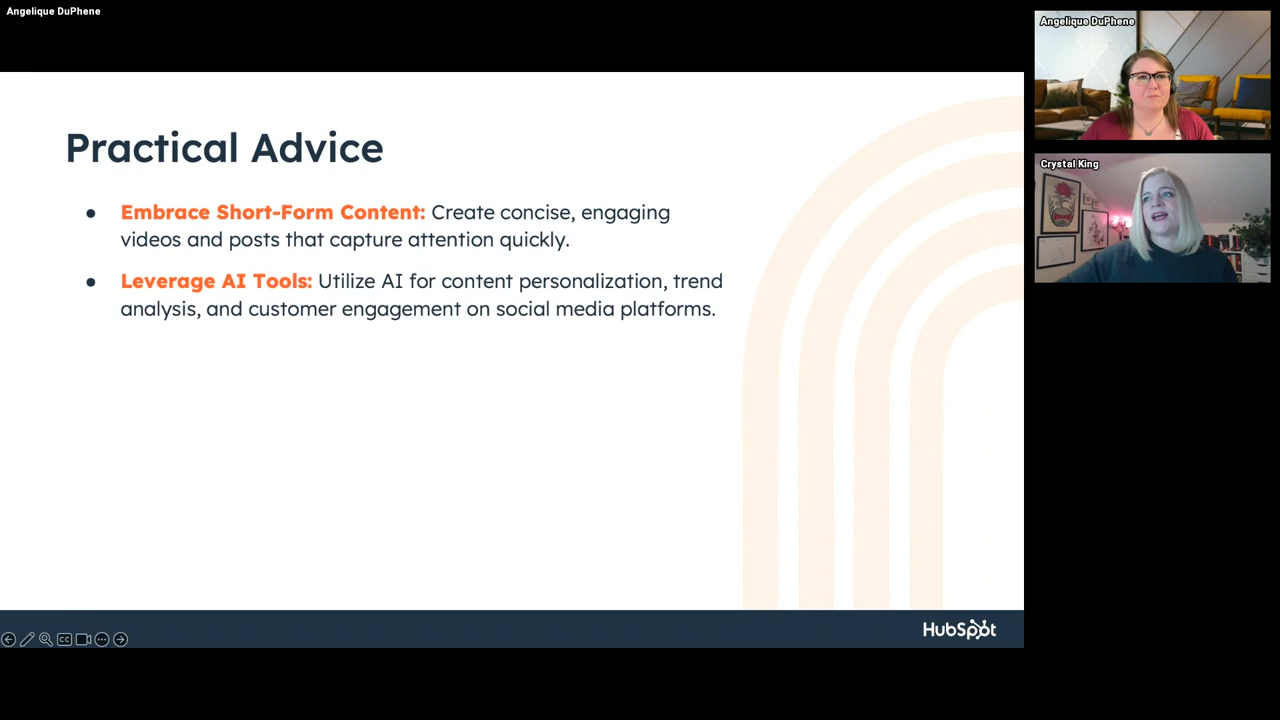 Angelique DuPhene
Practical Advice
● Embrace Short-Form Content: Create concise, engaging
videos and posts that capture attention quickly.
● Leverage AI Tools: Utilize AI for content personalization, trend
analysis, and customer engagement on social media platforms.
CC
HubSpot
Angelique DuPhene
Crystal King